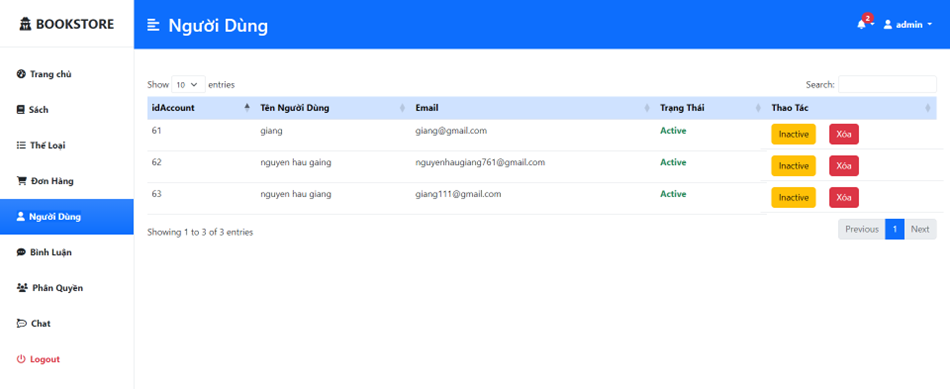 BOOKSTORE
Người Dùng
2
admin
Trang chủ
Sách
Thể Loại
Đơn Hàng
Người Dùng
Bình Luận
Phân Quyền
Chat
Logout
Show 10 entries
Search:
idAccount Tên Người Dùng Email Trạng Thái Thao Tác
61 giang giang@gmail.com Active Inactive Xóa
62 nguyen hau gaing nguyenhaugiang761@gmail.com Active Inactive Xóa
63 nguyen hau giang giang111@gmail.com Active Inactive Xóa
Showing 1 to 3 of 3 entries
Previous 1 Next